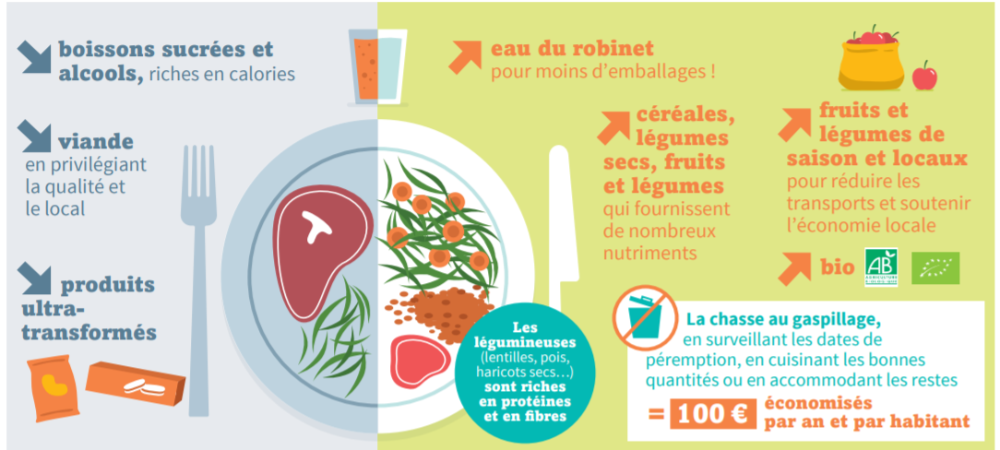 boissons sucrées et
alcools, riches en calories
viande
en privilégiant
la qualité et
le local
produits
ultra-
transformés
eau du robinet
pour moins d'emballages !
céréales,
légumes
secs, fruits
et légumes
qui fournissent
de nombreux
nutriments
fruits et
légumes de
saison et locaux
pour réduire les
transports et soutenir
l'économie locale
bio
AB
Les
légumineuses
(lentilles, pois,
haricots secs…)
sont riches
en protéines
et en fibres
La chasse au gaspillage,
en surveillant les dates de
péremption, en cuisinant les bonnes
quantités ou en accommodant les restes
= 100 € économisés
par an et par habitant